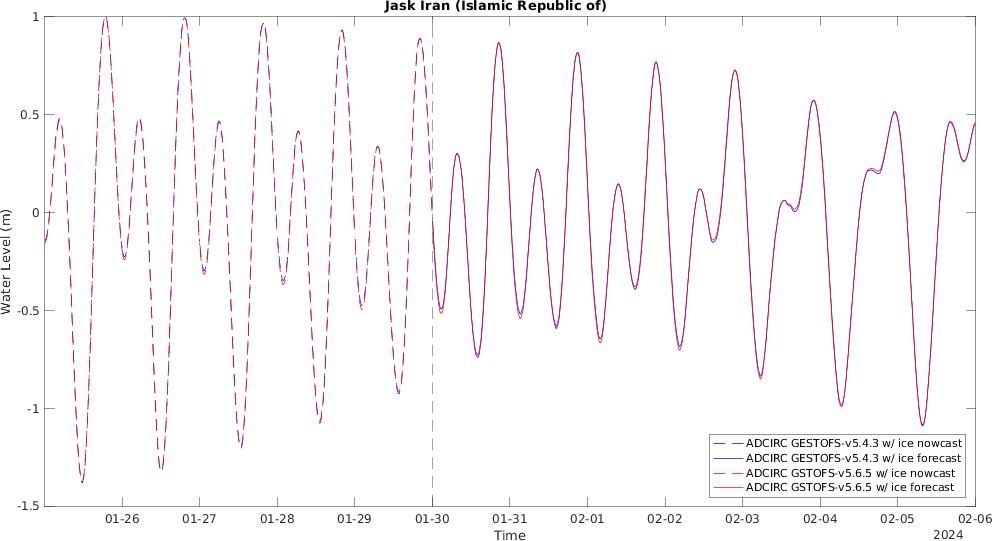 Jask Iran (Islamic Republic of)
Water Level (m)
1
0.5
0
-0.5
-1
-1.5
ADCIRC GESTOFS-v5.4.3 w/ ice nowcast
ADCIRC GESTOFS-v5.4.3 w/ ice forecast
ADCIRC GSTOFS-v5.6.5 w/ ice nowcast
ADCIRC GSTOFS-v5.6.5 w/ ice forecast
01-26 01-27 01-28 01-29 01-30 01-31 02-01 02-02 02-03 02-04 02-05 02-06
Time
2024